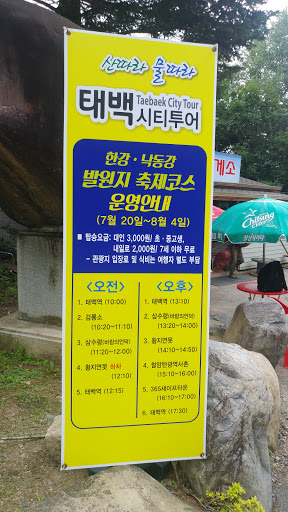 산따라 물따라
태백
Taebaek City Tour
시티투어
한강·낙동강
발원지 축제코스
운영안내
(7월 20일~8월 4일)
■ 탑승요금: 대인 3,000원/ 초·중고생,
내일로 2,000원/ 7세 이하 무료
- 관광지 입장료 및 식비는 여행자 별도 부담
<오전>
1. 태백역 (10:00)
2. 검룡소
(10:20~11:10)
3. 삼수령(바람의언덕)
(11:20~12:00)
4. 황지연못 하차
(12:10)
5. 태백역 (12:15)
<오후>
1. 태백역 (13:10)
2. 삼수령(바람의언덕)
(13:20~14:00)
3. 황지연못
(14:10~14:50)
4. 철암탄광역사촌
(15:10~16:00)
5. 365세이프타운
(16:10~17:00)
6. 태백역 (17:30)
게소
Chilsung